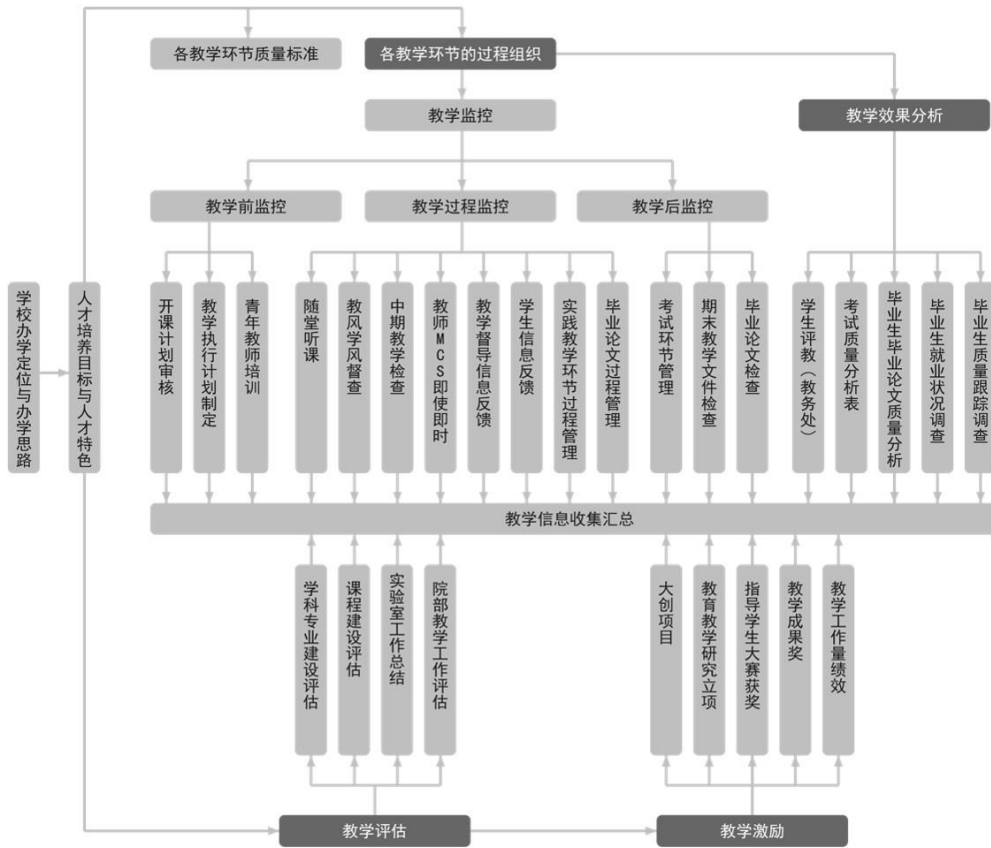 各教学环节质量标准
各教学环节的过程组织
教学监控
教学效果分析
教学前监控
教学过程监控
教学后监控
学校办学定位与办学思路
人才培养目标与人才特色
开课计划审核
教学执行计划制定
青年教师培训
随堂听课
教风学风督查
中期教学检查
教师MCS即使即时
教学督导信息反馈
学生信息反馈
实践教学环节过程管理
毕业论文过程管理
考试环节管理
期末教学文件检查
毕业论文检查
学生评教（教务处）
考试质量分析表
毕业生毕业论文质量分析
毕业生就业状况调查
毕业生质量跟踪调查
教学信息收集汇总
学科专业建设评估
课程建设评估
实验室工作总结
院部教学工作评估
大创项目
教育教学研究立项
指导学生大赛获奖
教学成果奖
教学工作量绩效
教学评估
教学激励